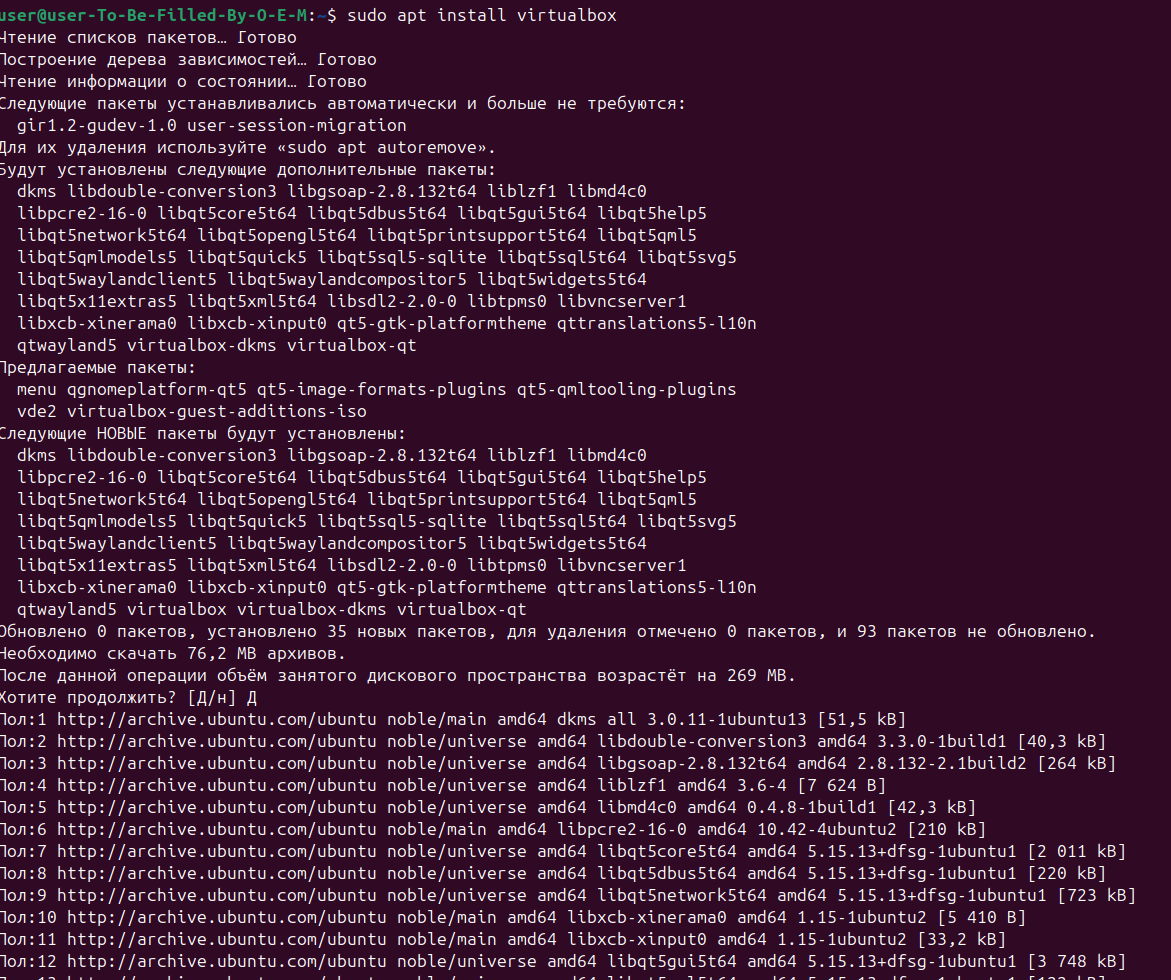 user@user-To-Be-Filled-By-O-E-M:~$ sudo apt install virtualbox
Чтение списков пакетов… Готово
Построение дерева зависимостей… Готово
Чтение информации о состоянии… Готово
Следующие пакеты устанавливались автоматически и больше не требуются:
gir1.2-gudev-1.0 user-session-migration
Для их удаления используйте «sudo apt autoremove».
Будут установлены следующие дополнительные пакеты:
dkms libdouble-conversion3 libgsoap-2.8.132t64 liblzf1 libmd4c0
libpcre2-16-0 libqt5core5t64 libqt5dbus5t64 libqt5gui5t64 libqt5help5
libqt5network5t64 libqt5opengl5t64 libqt5printsupport5t64 libqt5qml5
libqt5qmlmodels5 libqt5quick5 libqt5sql5-sqlite libqt5sql5t64 libqt5svg5
libqt5waylandclient5 libqt5waylandcompositor5 libqt5widgets5t64
libqt5x11extras5 libqt5xml5t64 libsdl2-2.0-0 libtpms0 libvncserver1
libxcb-xinerama0 libxcb-xinput0 qt5-gtk-platformtheme qttranslations5-l10n
qtwayland5 virtualbox-dkms virtualbox-qt
Предлагаемые пакеты:
menu qgnomeplatform-qt5 qt5-image-formats-plugins qt5-qmltooling-plugins
vde2 virtualbox-guest-additions-iso
Следующие НОВЫЕ пакеты будут установлены:
dkms libdouble-conversion3 libgsoap-2.8.132t64 liblzf1 libmd4c0
libpcre2-16-0 libqt5core5t64 libqt5dbus5t64 libqt5gui5t64 libqt5help5
libqt5network5t64 libqt5opengl5t64 libqt5printsupport5t64 libqt5qml5
libqt5qmlmodels5 libqt5quick5 libqt5sql5-sqlite libqt5sql5t64 libqt5svg5
libqt5waylandclient5 libqt5waylandcompositor5 libqt5widgets5t64
libqt5x11extras5 libqt5xml5t64 libsdl2-2.0-0 libtpms0 libvncserver1
libxcb-xinerama0 libxcb-xinput0 qt5-gtk-platformtheme qttranslations5-l10n
qtwayland5 virtualbox virtualbox-dkms virtualbox-qt
Обновлено 0 пакетов, установлено 35 новых пакетов, для удаления отмечено 0 пакетов, и 93 пакетов не обновлено.
Необходимо скачать 76,2 MB архивов.
После данной операции объём занятого дискового пространства возрастёт на 269 MB.
Хотите продолжить? [Д/н] Д
Пол:1 http://archive.ubuntu.com/ubuntu noble/main amd64 dkms all 3.0.11-1ubuntu13 [51,5 kB]
Пол:2 http://archive.ubuntu.com/ubuntu noble/universe amd64 libdouble-conversion3 amd64 3.3.0-1build1 [40,3 kB]
Пол:3 http://archive.ubuntu.com/ubuntu noble/universe amd64 libgsoap-2.8.132t64 amd64 2.8.132-2.1build2 [264 kB]
Пол:4 http://archive.ubuntu.com/ubuntu noble/universe amd64 liblzf1 amd64 3.6-4 [7 624 B]
Пол:5 http://archive.ubuntu.com/ubuntu noble/universe amd64 libmd4c0 amd64 0.4.8-1build1 [42,3 kB]
Пол:6 http://archive.ubuntu.com/ubuntu noble/main amd64 libpcre2-16-0 amd64 10.42-4ubuntu2 [210 kB]
Пол:7 http://archive.ubuntu.com/ubuntu noble/universe amd64 libqt5core5t64 amd64 5.15.13+dfsg-1ubuntu1 [2 011 kB]
Пол:8 http://archive.ubuntu.com/ubuntu noble/universe amd64 libqt5dbus5t64 amd64 5.15.13+dfsg-1ubuntu1 [220 kB]
Пол:9 http://archive.ubuntu.com/ubuntu noble/universe amd64 libqt5network5t64 amd64 5.15.13+dfsg-1ubuntu1 [723 kB]
Пол:10 http://archive.ubuntu.com/ubuntu noble/main amd64 libxcb-xinerama0 amd64 1.15-1ubuntu2 [5 410 B]
Пол:11 http://archive.ubuntu.com/ubuntu noble/main amd64 libxcb-xinput0 amd64 1.15-1ubuntu2 [33,2 kB]
Пол:12 http://archive.ubuntu.com/ubuntu noble/universe amd64 libqt5gui5t64 amd64 5.15.13+dfsg-1ubuntu1 [3 748 kB]